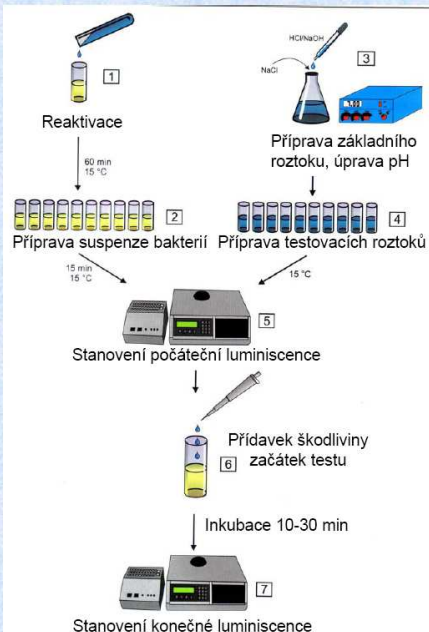 HCl/NaOH
1
3
NaCl
7.00
Reaktivace
Příprava základního
roztoku, úprava pH
60 min
15 °C
2
4
Příprava suspenze bakterií
Příprava testovacích roztoků
15 min
15 °C
15 °C
5
Stanovení počáteční luminiscence
Přídavek škodliviny
začátek testu
6
Inkubace 10-30 min
7
Stanovení konečné luminiscence